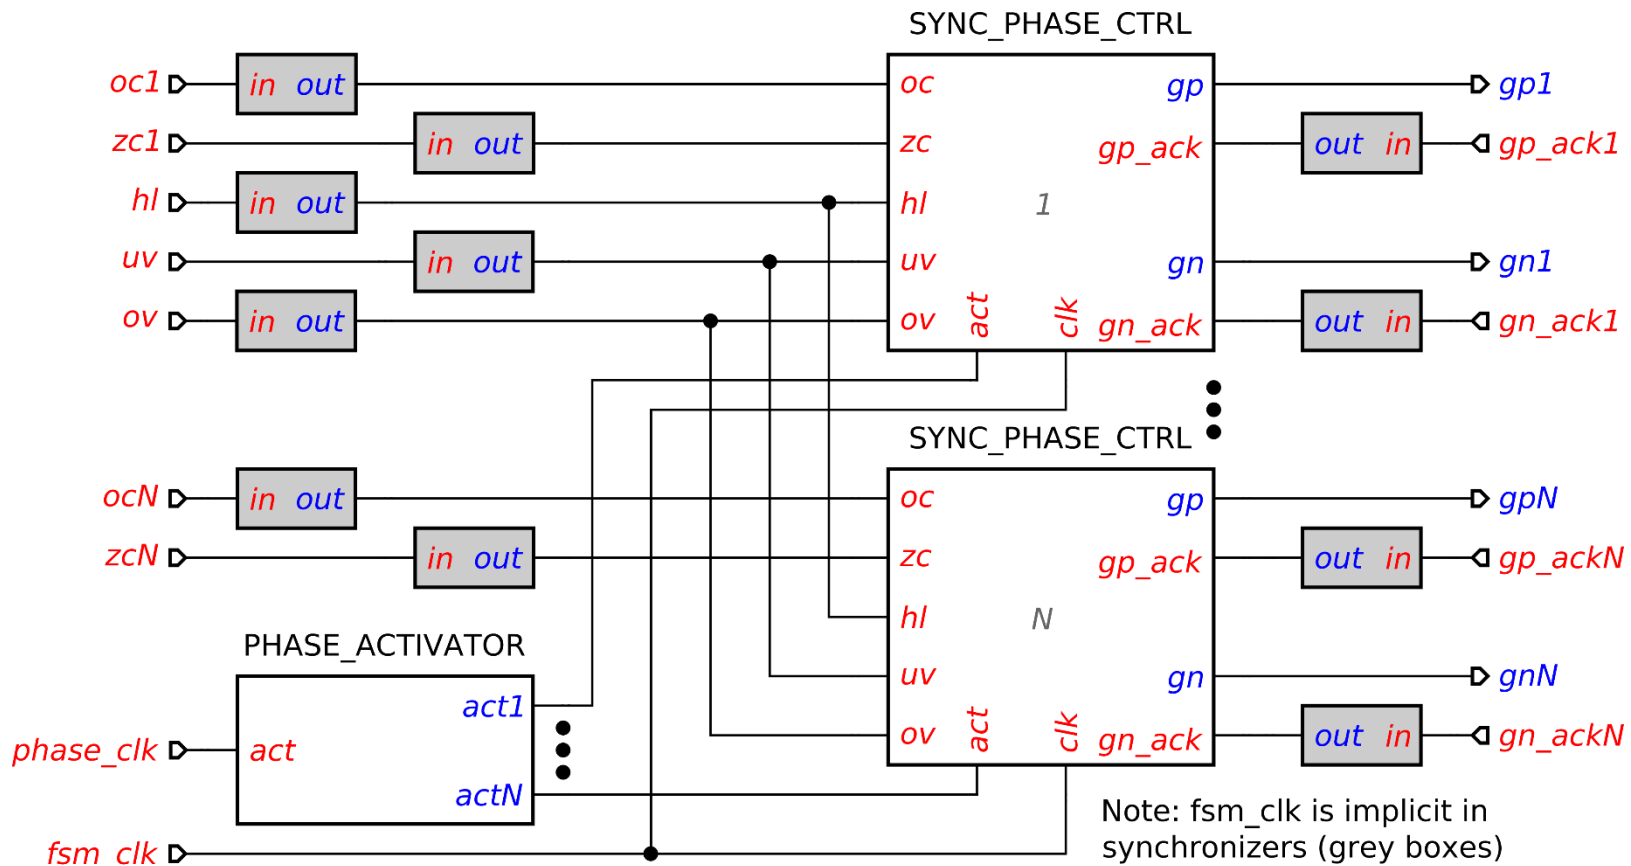 SYNC_PHASE_CTRL
oc1 in out oc gp gp1
zc1 in out zc gp_ack out in gp_ack1
hl in out hl 1
uv in out uv gn gn1
ov in out ov act clk gn_ack out in gn_ack1
SYNC_PHASE_CTRL
ocN in out oc gp gpN
zcN in out zc gp_ack out in gp_ackN
hl N
PHASE_ACTIVATOR
uv gn gnN
act1
ov act clk gn_ack out in gn_ackN
phase_clk act
actN
Note: fsm_clk is implicit in
synchronizers (grey boxes)
fsm_clk